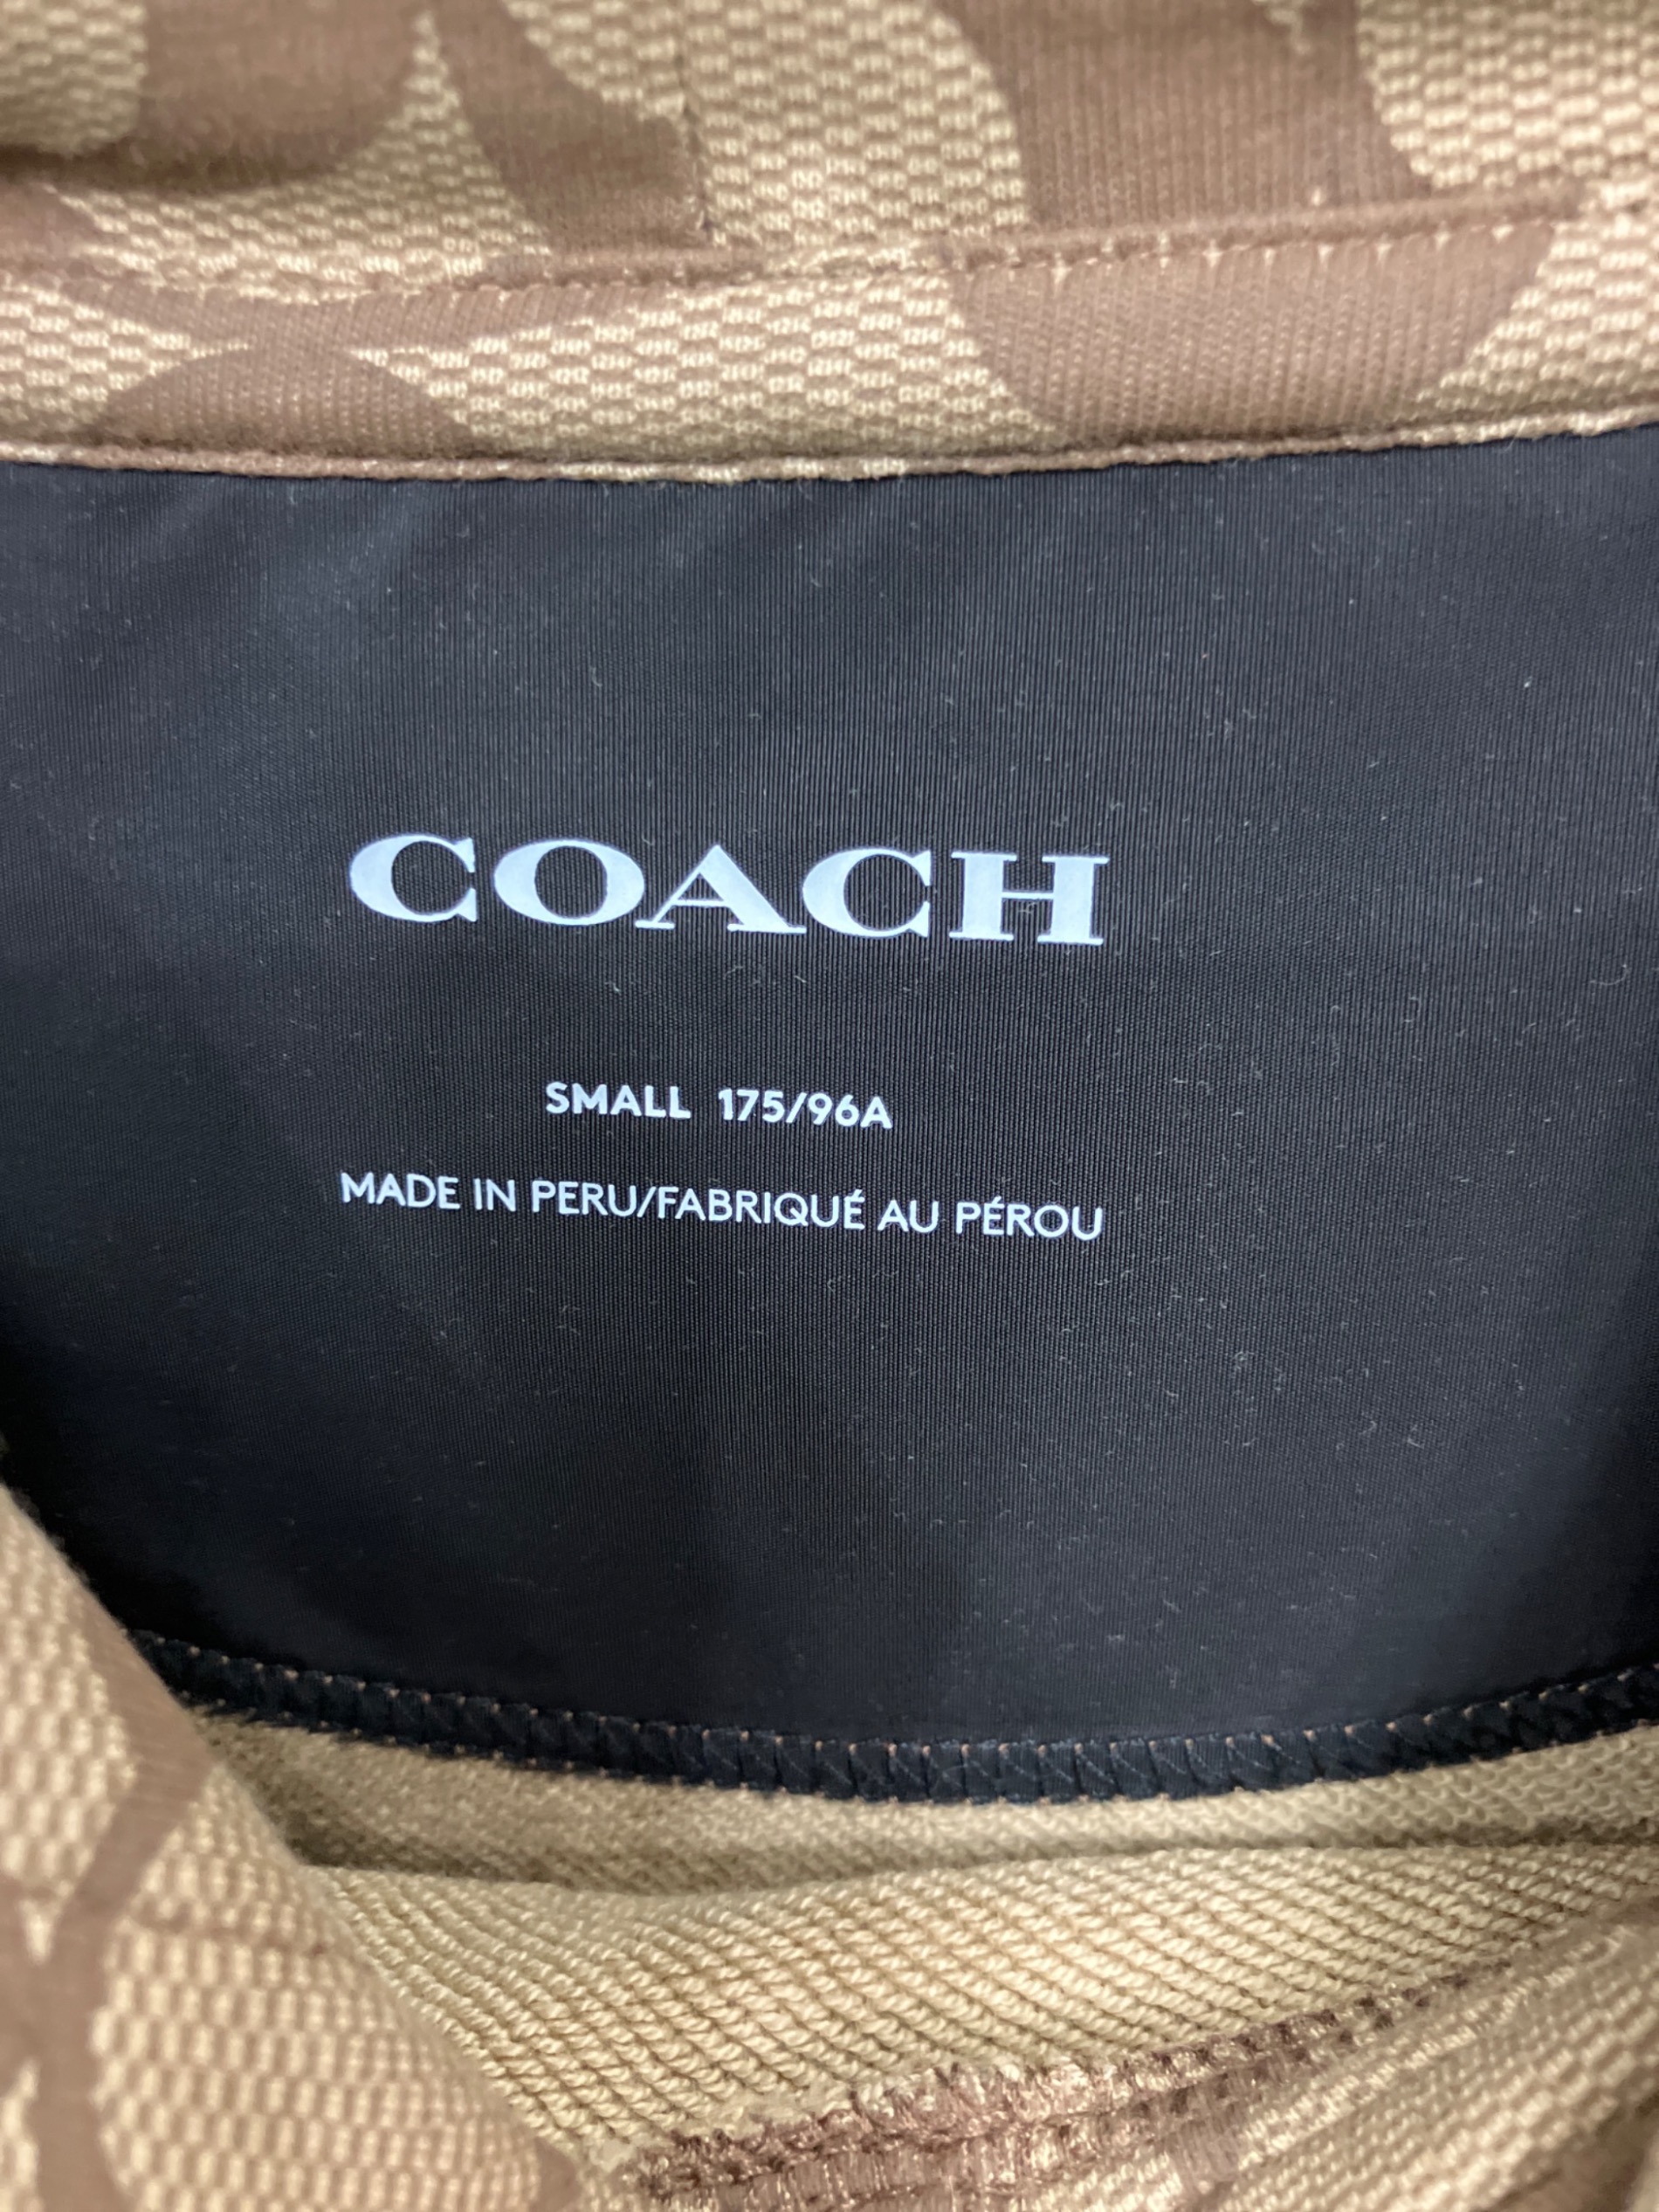 COACH
SMALL 175/96A
MADE IN PERU/FABRIQUÉ AU PÉROU